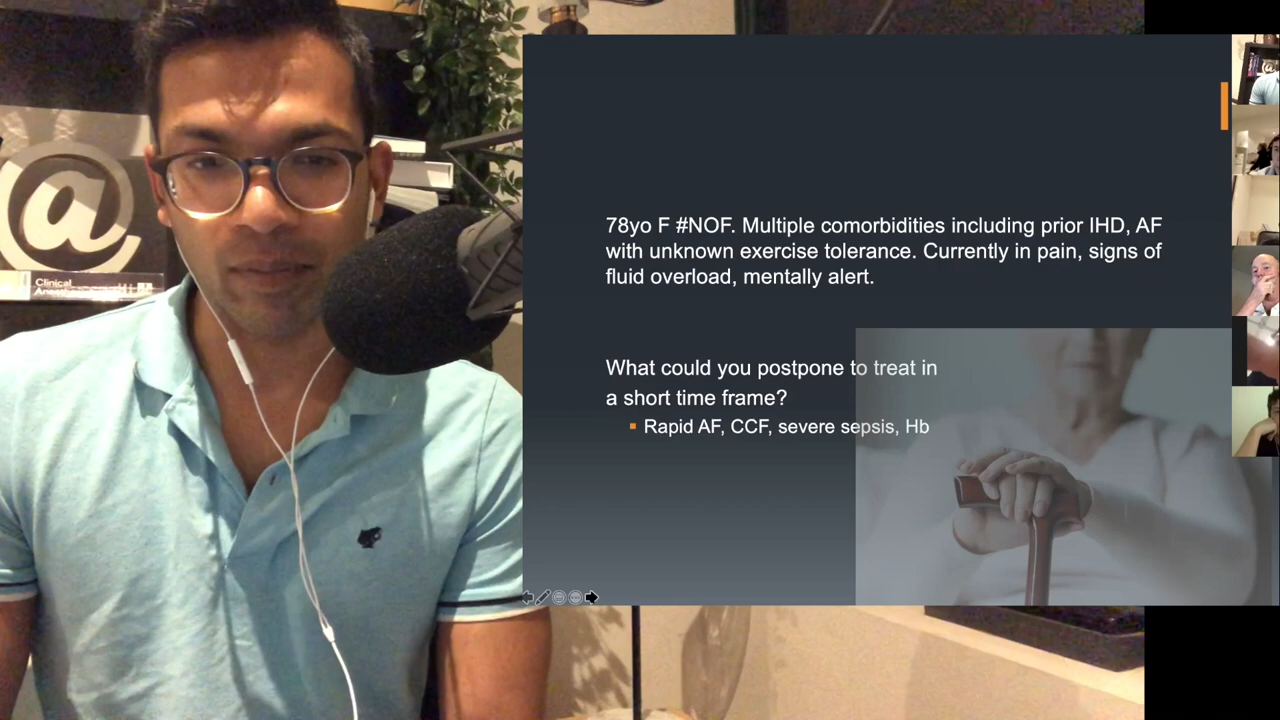 @
Clinical
78yo F #NOF. Multiple comorbidities including prior IHD, AF
with unknown exercise tolerance. Currently in pain, signs of
fluid overload, mentally alert.
What could you postpone to treat in
a short time frame?
Rapid AF, CCF, severe sepsis, Hb